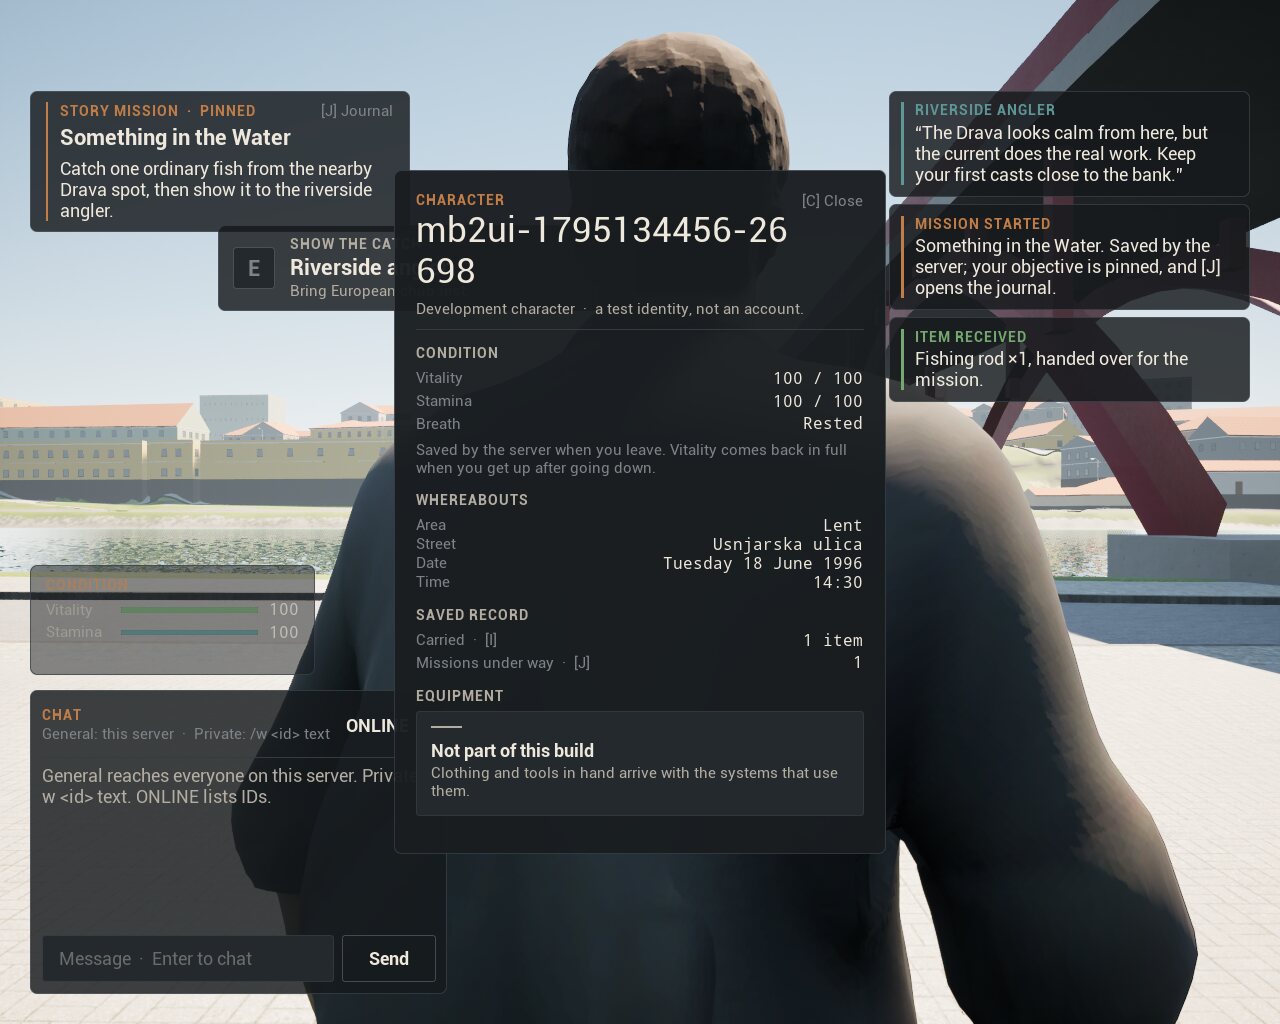 STORY MISSION · PINNED
[J] Journal
Something in the Water
Catch one ordinary fish from the nearby
Drava spot, then show it to the riverside
angler.
E
SHOW THE CATC
Riverside an
Bring European
CHARACTER
[C] Close
mb2ui-1795134456-26
698
Development character · a test identity, not an account.
CONDITION
Vitality 100 / 100
Stamina 100 / 100
Breath Rested
Saved by the server when you leave. Vitality comes back in full
when you get up after going down.
WHEREABOUTS
Area Lent
Street Usnjarska ulica
Date Tuesday 18 June 1996
Time 14:30
SAVED RECORD
Carried · [I] 1 item
Missions under way · [J] 1
EQUIPMENT
Not part of this build
Clothing and tools in hand arrive with the systems that use
them.
RIVERSIDE ANGLER
“The Drava looks calm from here, but
the current does the real work. Keep
your first casts close to the bank.”
MISSION STARTED
Something in the Water. Saved by the
server; your objective is pinned, and [J]
opens the journal.
ITEM RECEIVED
Fishing rod ×1, handed over for the
mission.
CONDITION
Vitality 100
Stamina 100
CHAT
General: this server · Private: /w <id> text
ONLINE
General reaches everyone on this server. Private
w <id> text. ONLINE lists IDs.
Message · Enter to chat
Send